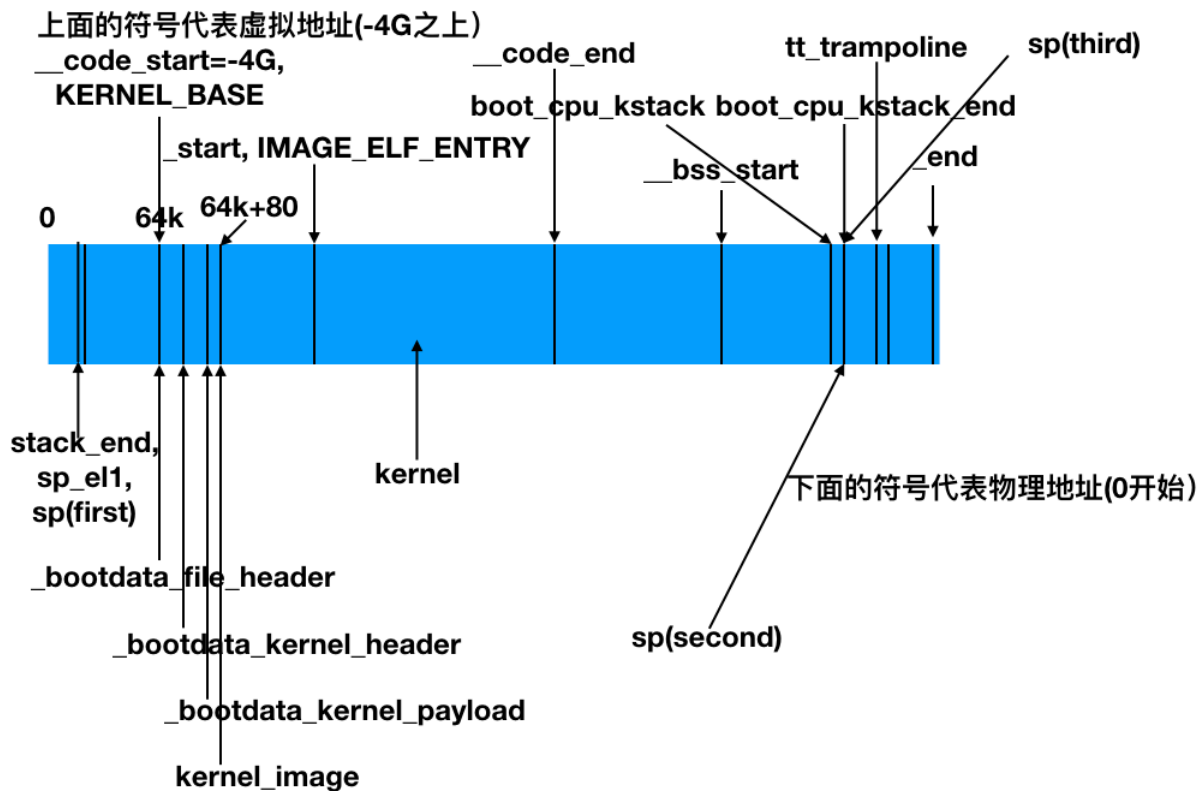 上面的符号代表虚拟地址(-4G之上）
__code_start=-4G,
KERNEL_BASE
__code_end
tt_trampoline
sp(third)
boot_cpu_kstack
boot_cpu_kstack_end
_start, IMAGE_ELF_ENTRY
__bss_start
_end
0
64k
64k+80
stack_end,
sp_el1,
sp(first)
kernel
下面的符号代表物理地址(0开始）
_bootdata_file_header
_bootdata_kernel_header
sp(second)
_bootdata_kernel_payload
kernel_image